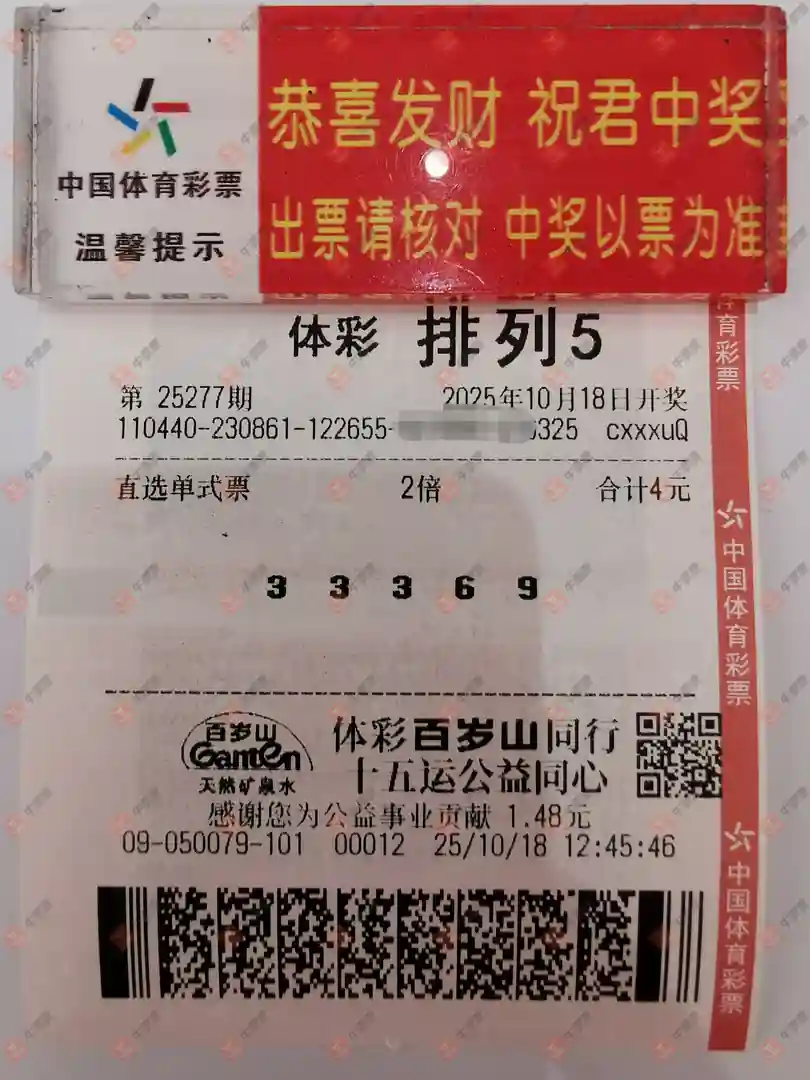 恭喜发财 祝君中奖
中国体育彩票
温馨提示
出票请核对 中奖以票为准
体彩 排列5
第 25277期 2025年10月18日开奖
110440-230861-122655- 325 cxxxuQ
直选单式票 2倍 合计4元
3 3 3 6 9
百岁山
Ganten
天然矿泉水
体彩百岁山同行
十五运公益同心
感谢您为公益事业贡献 1.48元
09-050079-101 00012 25/10/18 12:45:46
育彩票
中国体育彩票
中国体育彩票